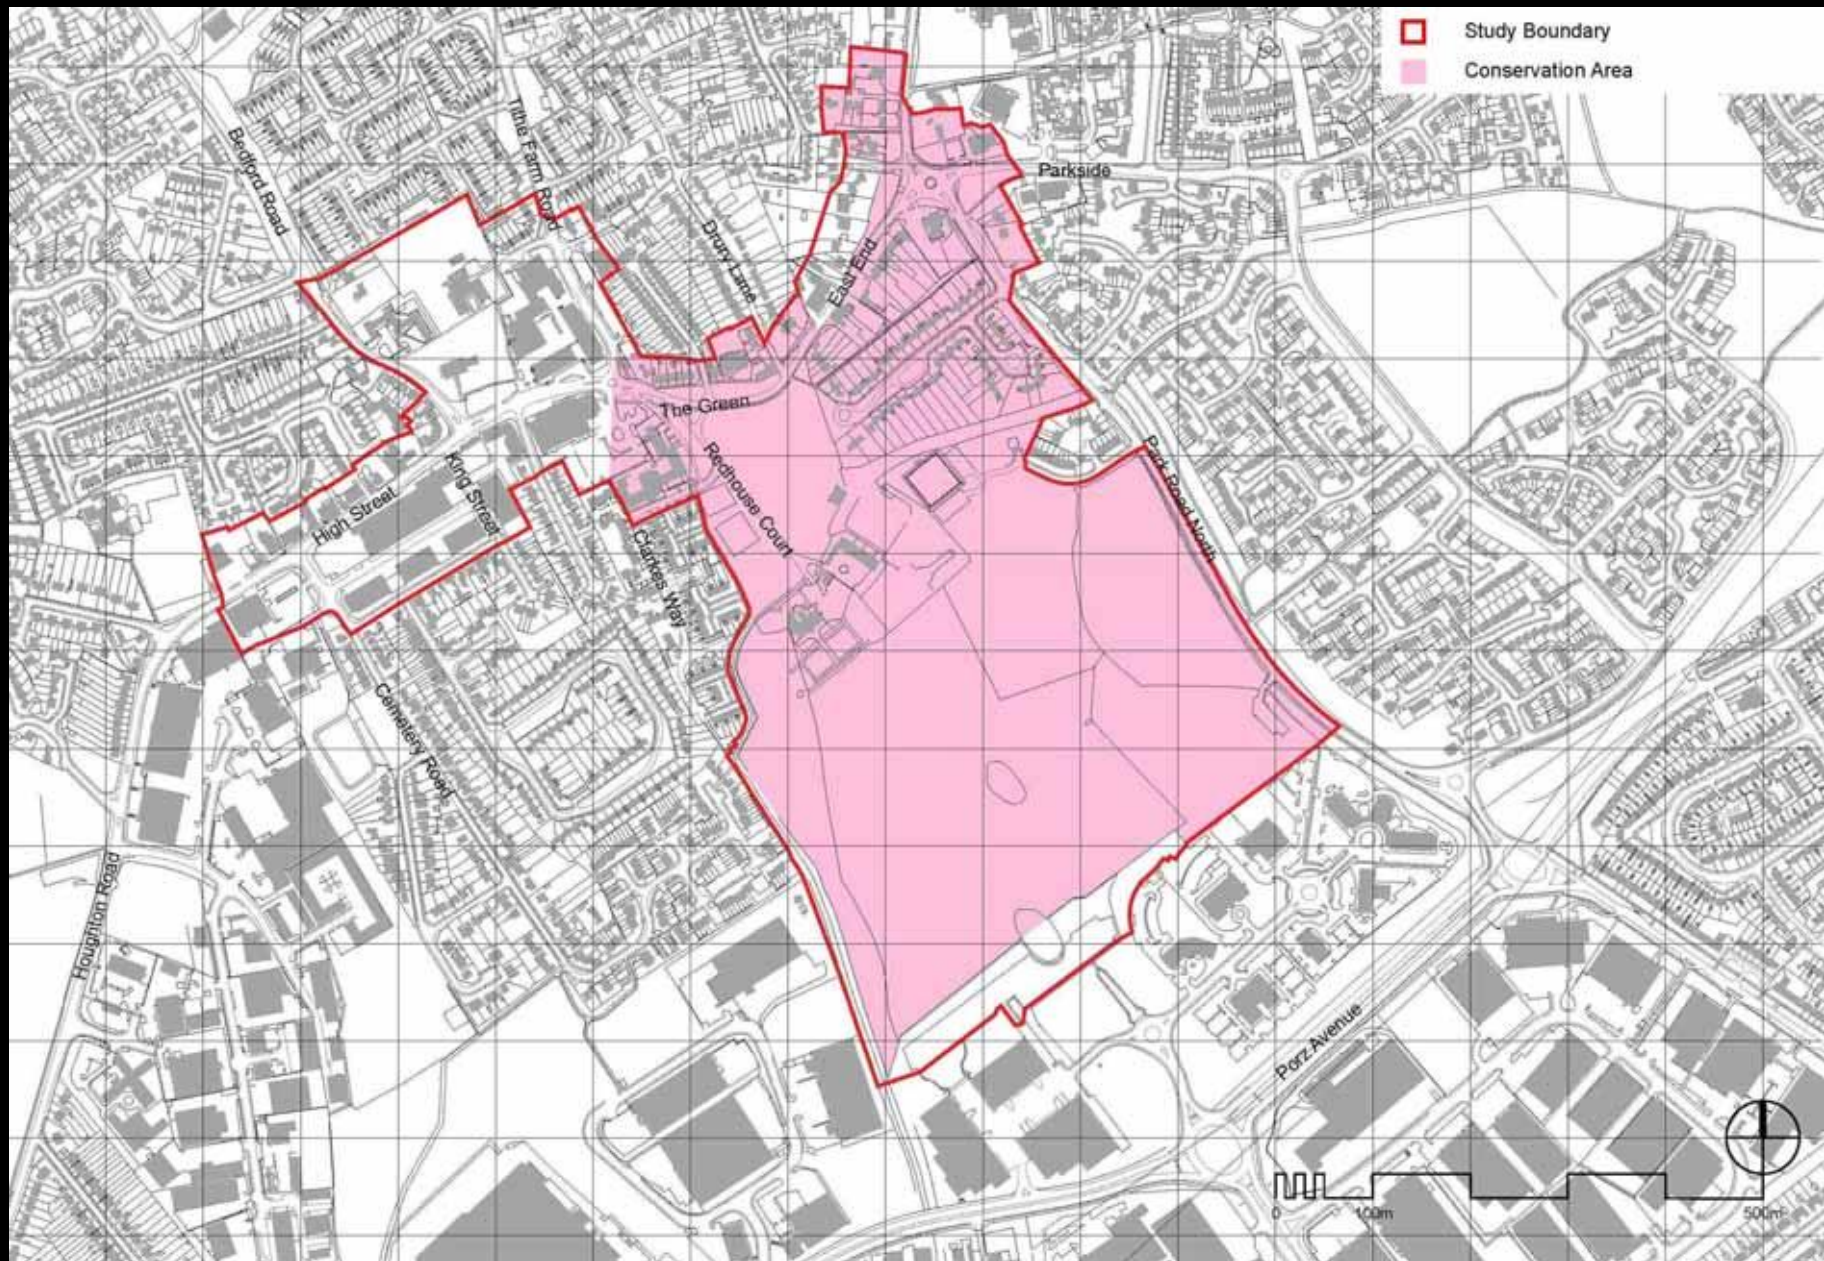 Study Boundary
Conservation Area
Tithe Farm Road
Bedford Road
Parkside
Drury Lane
East End
The Green
Redhouse Court
Park Road North
King Street
High Street
Clarkes Way
Cemetery Road
Houghton Road
Porz Avenue
0 100m 500m